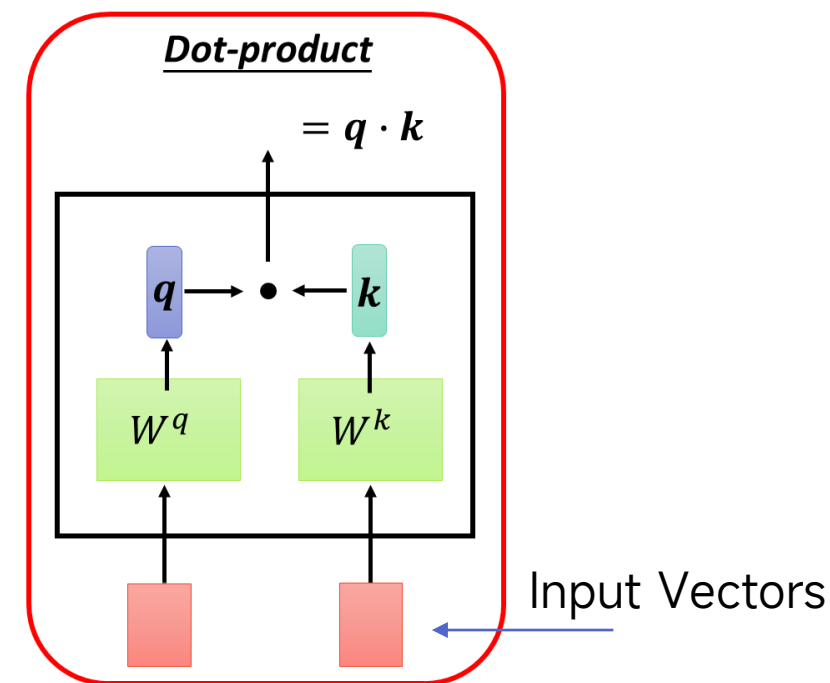 Dot-product
= q · k
q
k
W^q
W^k
Input Vectors